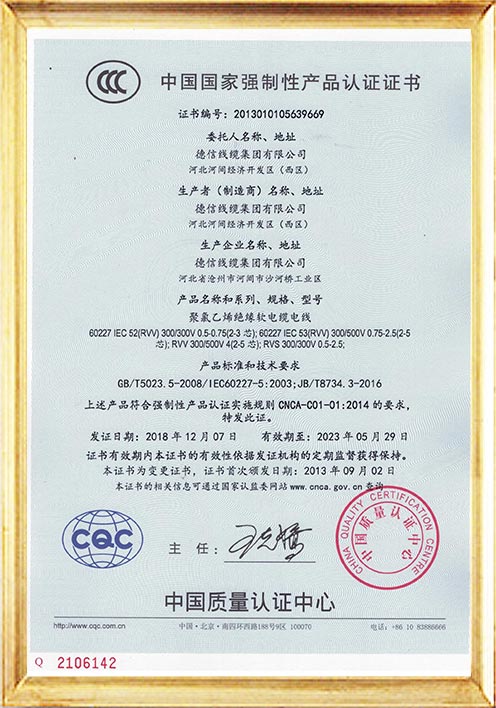 中国国家强制性产品认证证书
证书编号：2013010105639669
委托人名称、地址
德信线缆集团有限公司
河北河间经济开发区（西区）
生产者（制造商）名称、地址
德信线缆集团有限公司
河北河间经济开发区（西区）
生产企业名称、地址
德信线缆集团有限公司
河北省沧州市河间市沙河桥工业区
产品名称和系列、规格、型号
聚氯乙烯绝缘软电缆电线
60227 IEC 52(RVV) 300/300V 0.5-0.75(2-3 芯); 60227 IEC 53(RVV) 300/500V 0.75-2.5(2-5
芯); RVV 300/500V 4(2-5 芯); RVS 300/300V 0.5-2.5;
产品标准和技术要求
GB/T5023.5-2008/IEC60227-5:2003;JB/T8734.3-2016
上述产品符合强制性产品认证实施规则 CNCA-C01-01:2014 的要求，
特发此证。
发证日期：2018 年 12 月 07 日 有效期至：2023 年 05 月 29 日
证书有效期内本证书的有效性依据发证机构的定期监督获得保持。
本证书为变更证书，证书首次颁发日期：2013 年 09 月 02 日
本证书的相关信息可通过国家认监委网站 www.cnca.gov.cn 查询
CQC
主 任：
CHINA QUALITY CERTIFICATION CENTRE
中国质量认证中心
中国质量认证中心
http://www.cqc.com.cn 中国·北京·南四环西路188号9区 100070 电话：+86 10 83886666
Q 2106142